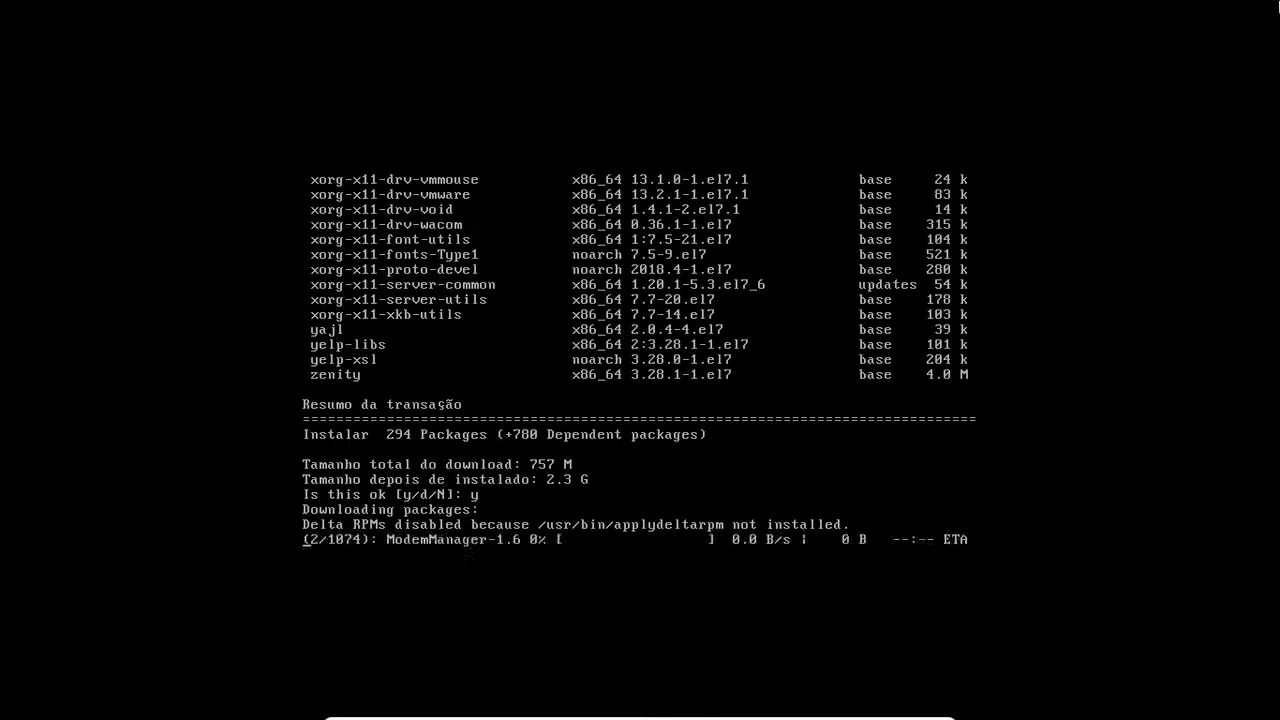 xorg-x11-drv-vmmouse x86_64 13.1.0-1.el7.1 base 24 k
xorg-x11-drv-vmware x86_64 13.2.1-1.el7.1 base 83 k
xorg-x11-drv-void x86_64 1.4.1-2.el7.1 base 14 k
xorg-x11-drv-wacom x86_64 0.36.1-1.el7 base 315 k
xorg-x11-font-utils x86_64 1:7.5-21.el7 base 104 k
xorg-x11-fonts-Type1 noarch 7.5-9.el7 base 521 k
xorg-x11-proto-devel noarch 2018.4-1.el7 base 280 k
xorg-x11-server-common x86_64 1.20.1-5.3.el7_6 updates 54 k
xorg-x11-server-utils x86_64 7.7-20.el7 base 178 k
xorg-x11-xkb-utils x86_64 7.7-14.el7 base 103 k
yajl x86_64 2.0.4-4.el7 base 39 k
yelp-libs x86_64 2:3.28.1-1.el7 base 101 k
yelp-xsl noarch 3.28.0-1.el7 base 204 k
zenity x86_64 3.28.1-1.el7 base 4.0 M
Resumo da transação
================================================================================
Instalar 294 Packages (+780 Dependent packages)
Tamanho total do download: 757 M
Tamanho depois de instalado: 2.3 G
Is this ok [y/d/N]: y
Downloading packages:
Delta RPMs disabled because /usr/bin/applydeltarpm not installed.
(2/1074): ModemManager-1.6 0% [ ] 0.0 B/s | 0 B --:-- ETA